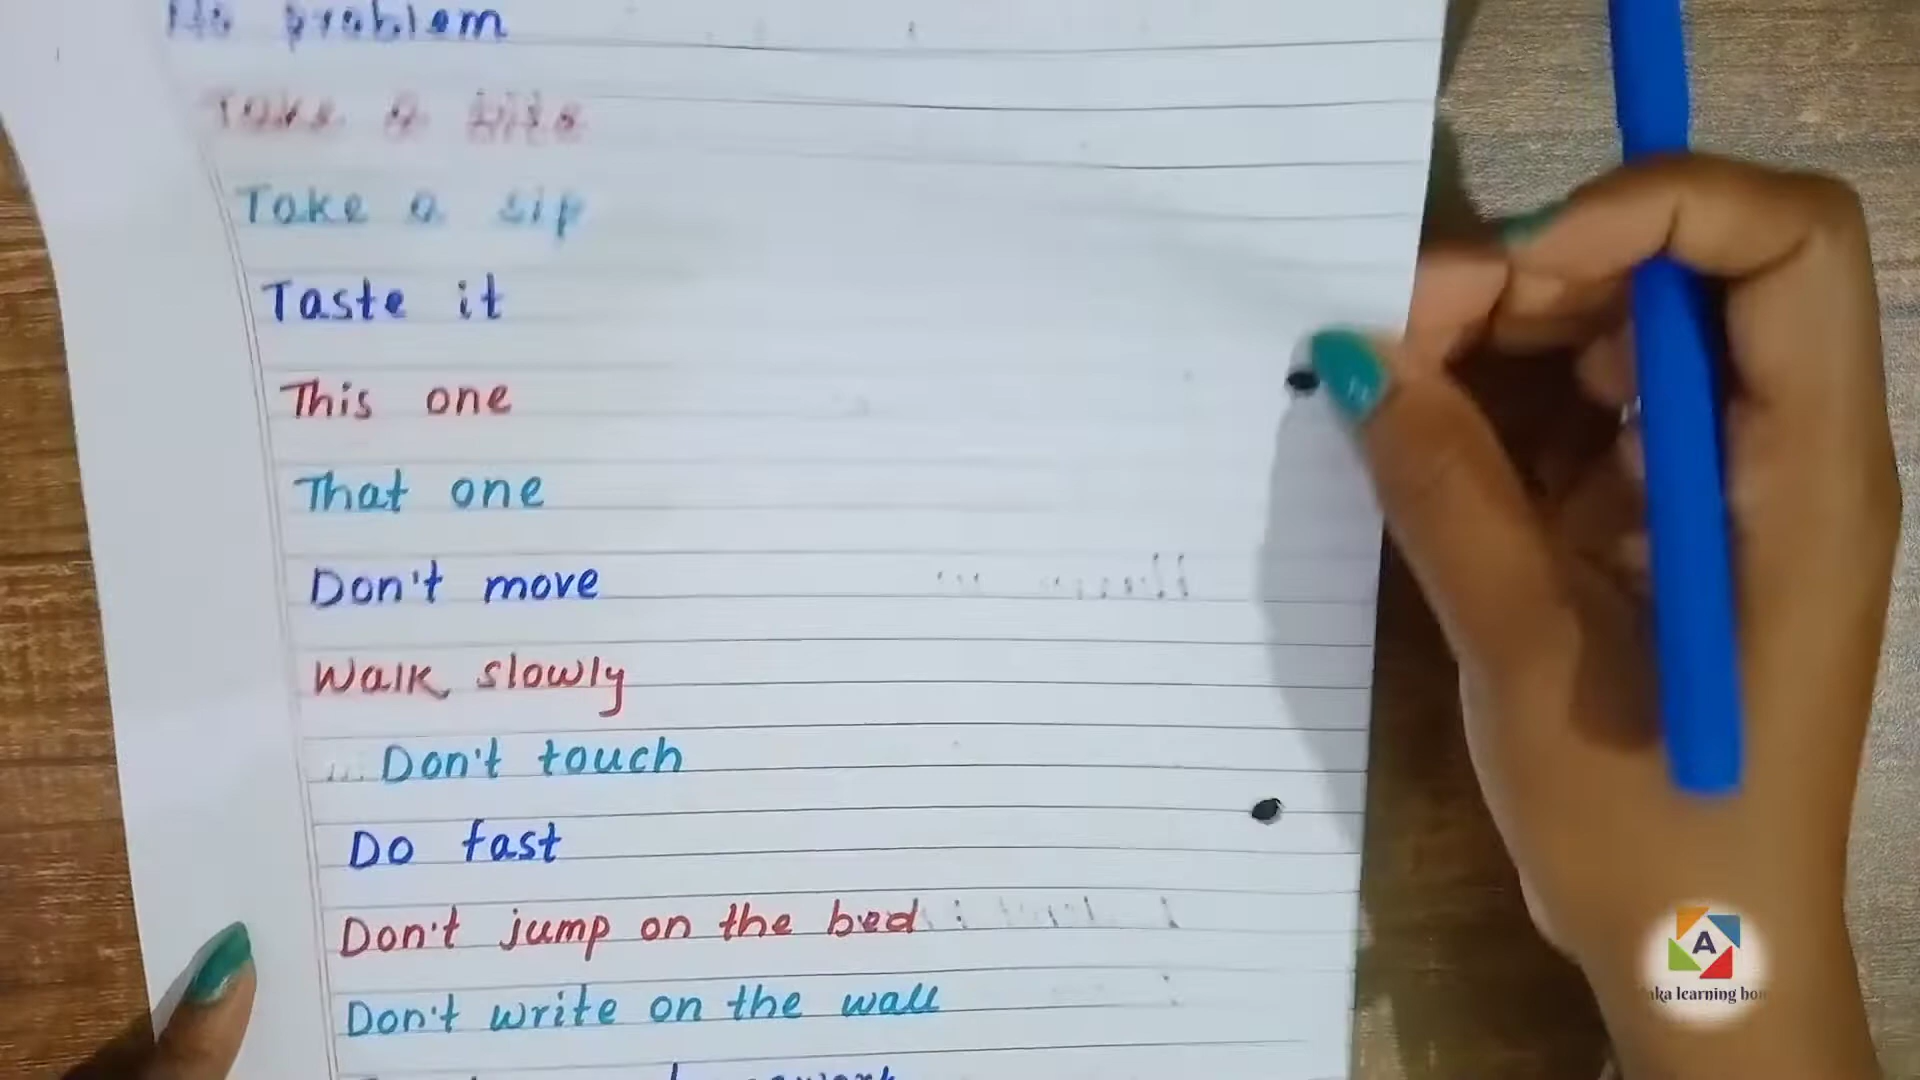 No problem
Take a bite
Take a sip
Taste it
This one
That one
Don't move
Walk slowly
Don't touch
Do fast
Don't jump on the bed
Don't write on the wall
A
learning